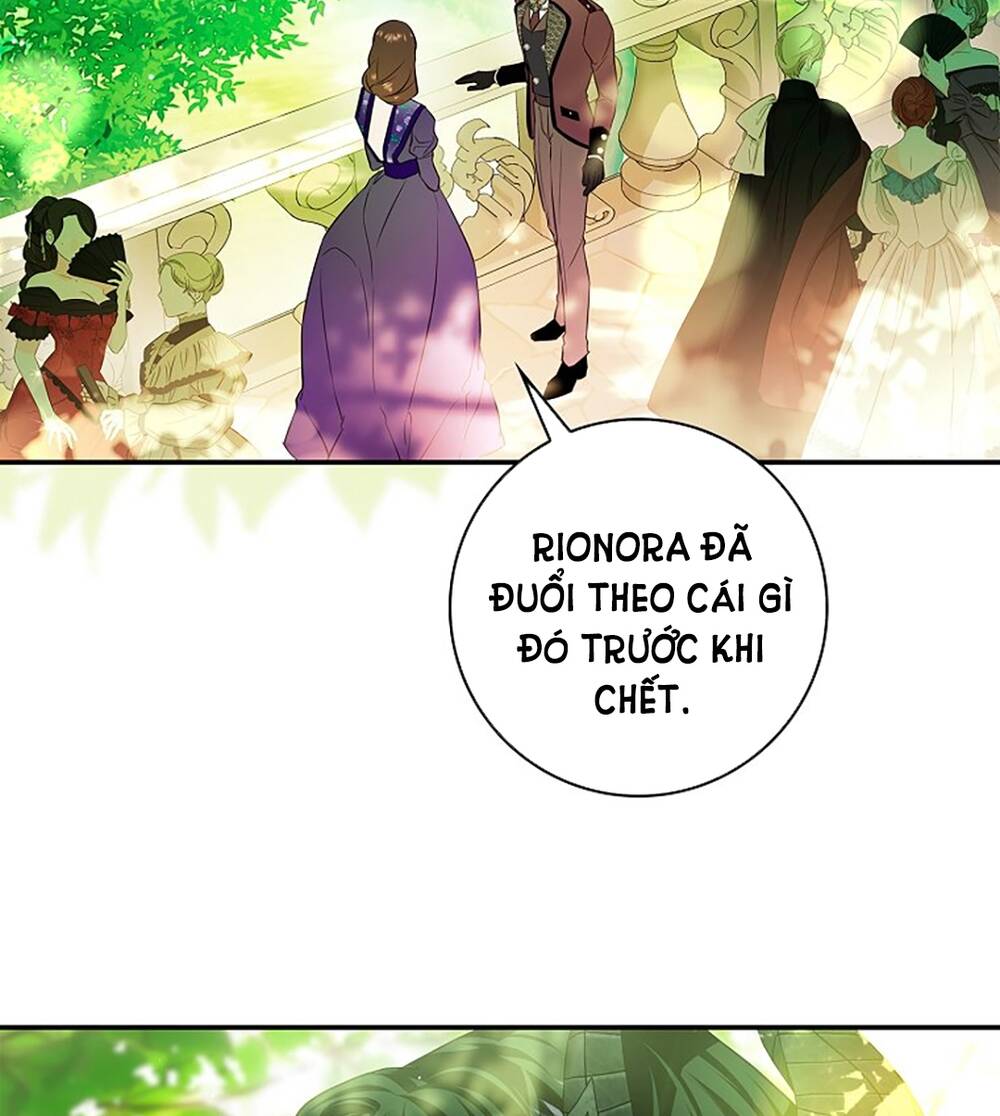 RIONORA ĐÃ
ĐUỔI THEO CÁI GÌ
ĐÓ TRƯỚC KHI
CHẾT.